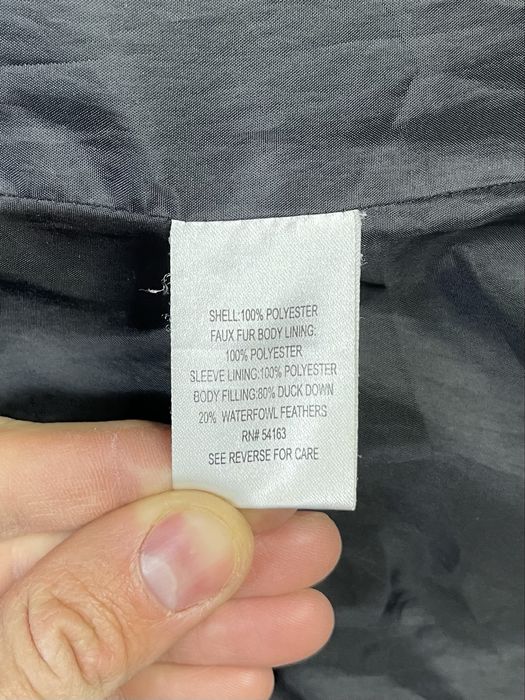 SHELL:100% POLYESTER
FAUX FUR BODY LINING:
100% POLYESTER
SLEEVE LINING:100% POLYESTER
BODY FILLING:80% DUCK DOWN
20% WATERFOWL FEATHERS
RN# 54163
SEE REVERSE FOR CARE